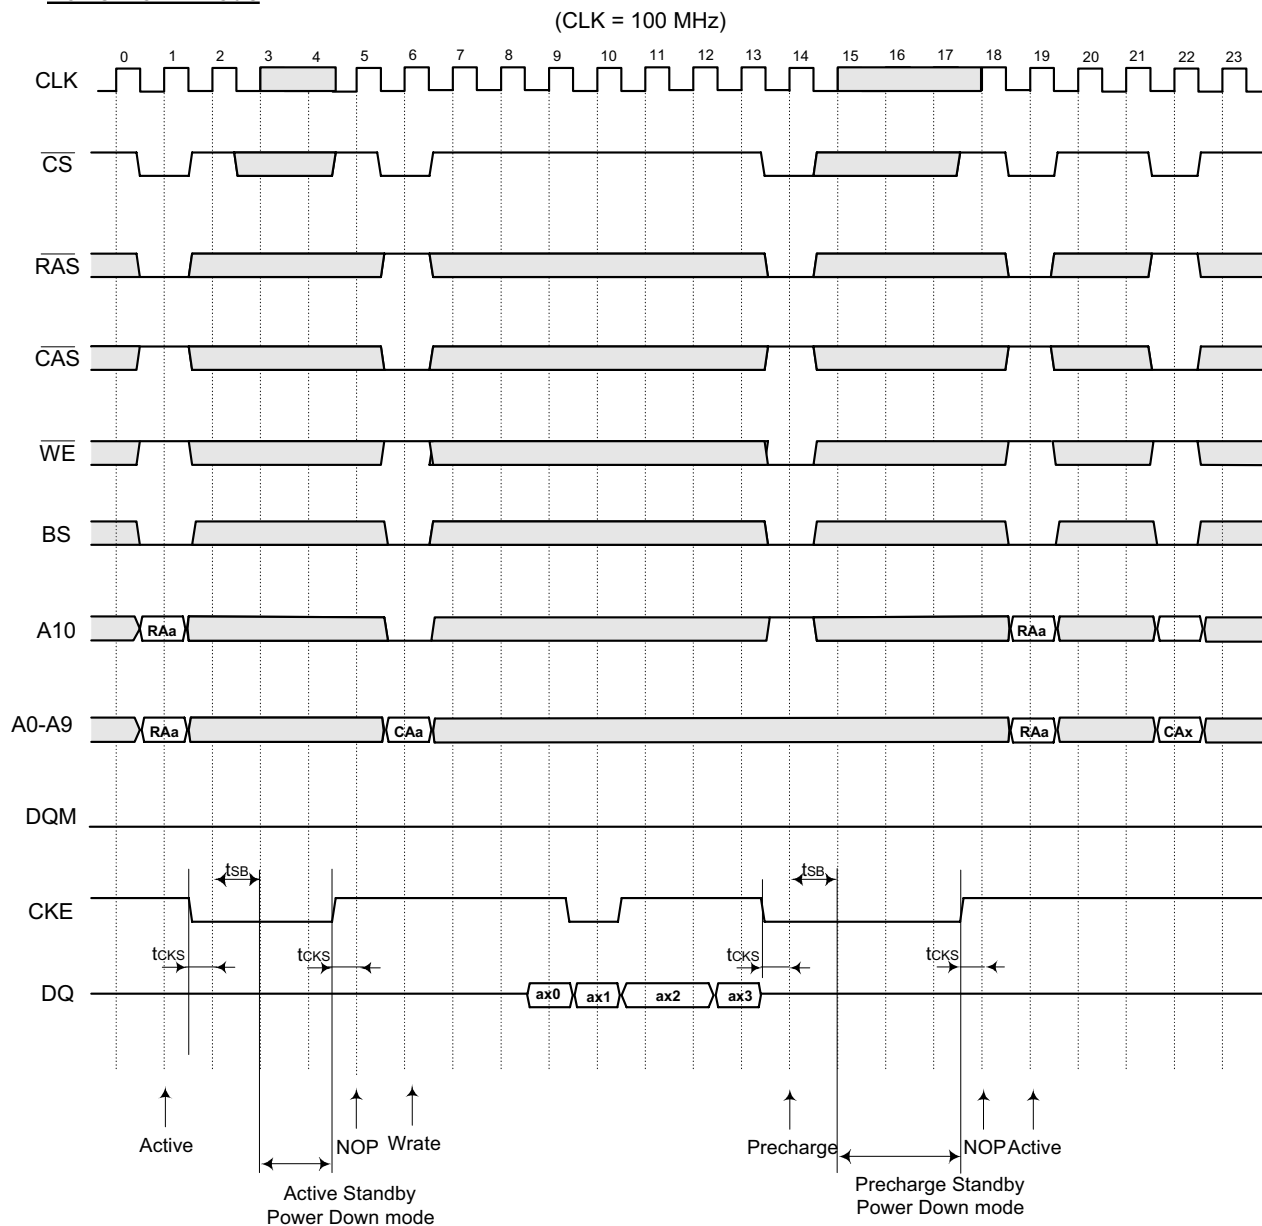 (CLK = 100 MHz)
0 1 2 3 4 5 6 7 8 9 10 11 12 13 14 15 16 17 18 19 20 21 22 23
CLK
CS
RAS
CAS
WE
BS
A10 RAa RAa
A0-A9 RAa CAa RAa CAx
DQM
tSB tSB
CKE
tCKS tCKS tCKS tCKS
DQ ax0 ax1 ax2 ax3
Active NOP Wrate Precharge NOP Active
Active Standby
Power Down mode
Precharge Standby
Power Down mode